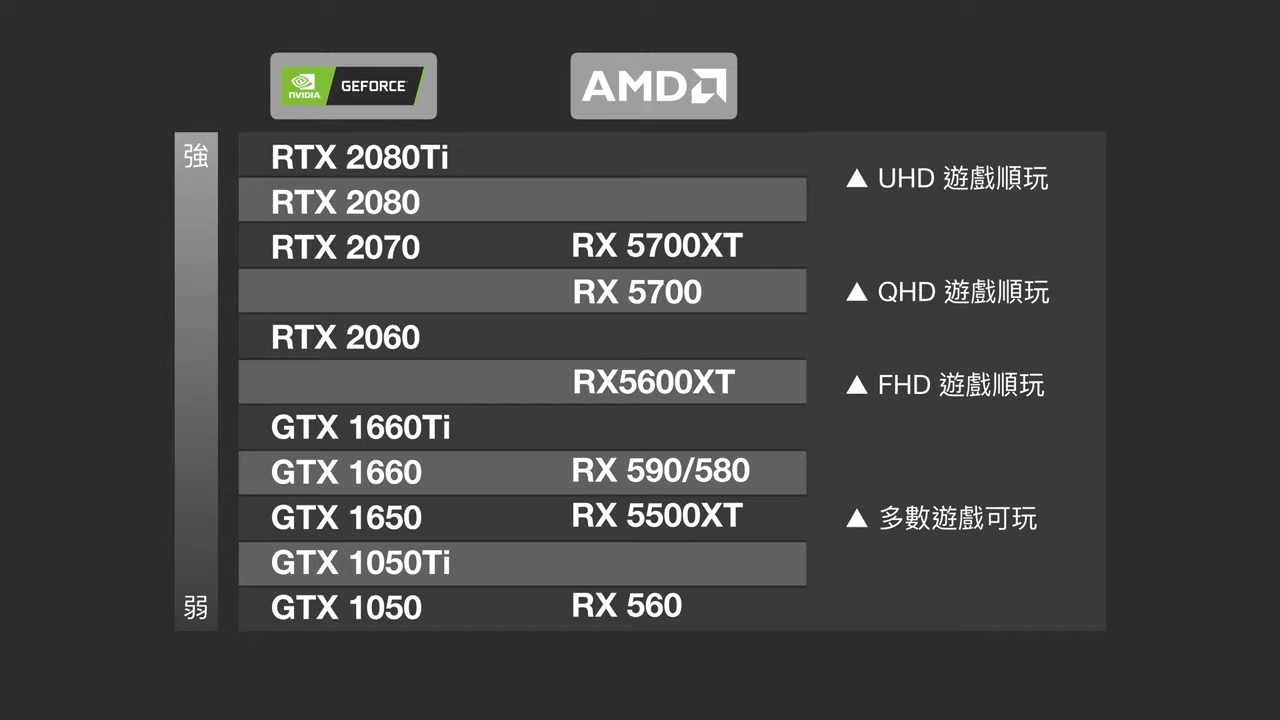 NVIDIA. GEFORCE AMD
強 RTX 2080Ti
▲ UHD 遊戲順玩
RTX 2080
RTX 2070 RX 5700XT
RX 5700 ▲ QHD 遊戲順玩
RTX 2060
RX5600XT ▲ FHD 遊戲順玩
GTX 1660Ti
GTX 1660 RX 590/580
GTX 1650 RX 5500XT ▲ 多數遊戲可玩
GTX 1050Ti
弱 GTX 1050 RX 560